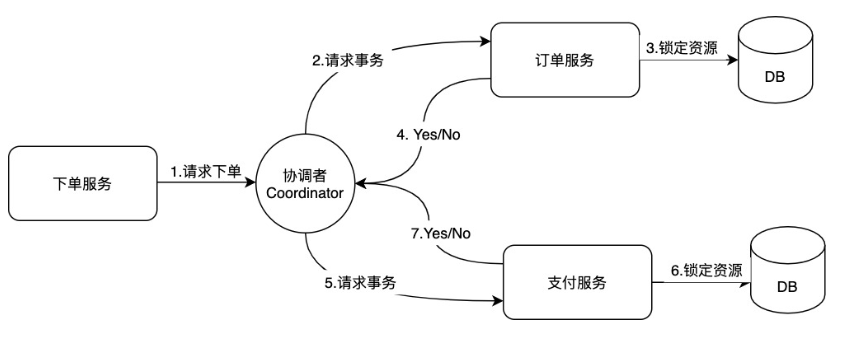 2.请求事务
订单服务
3.锁定资源
DB
4. Yes/No
下单服务
1.请求下单
协调者
Coordinator
7.Yes/No
5.请求事务
支付服务
6.锁定资源
DB